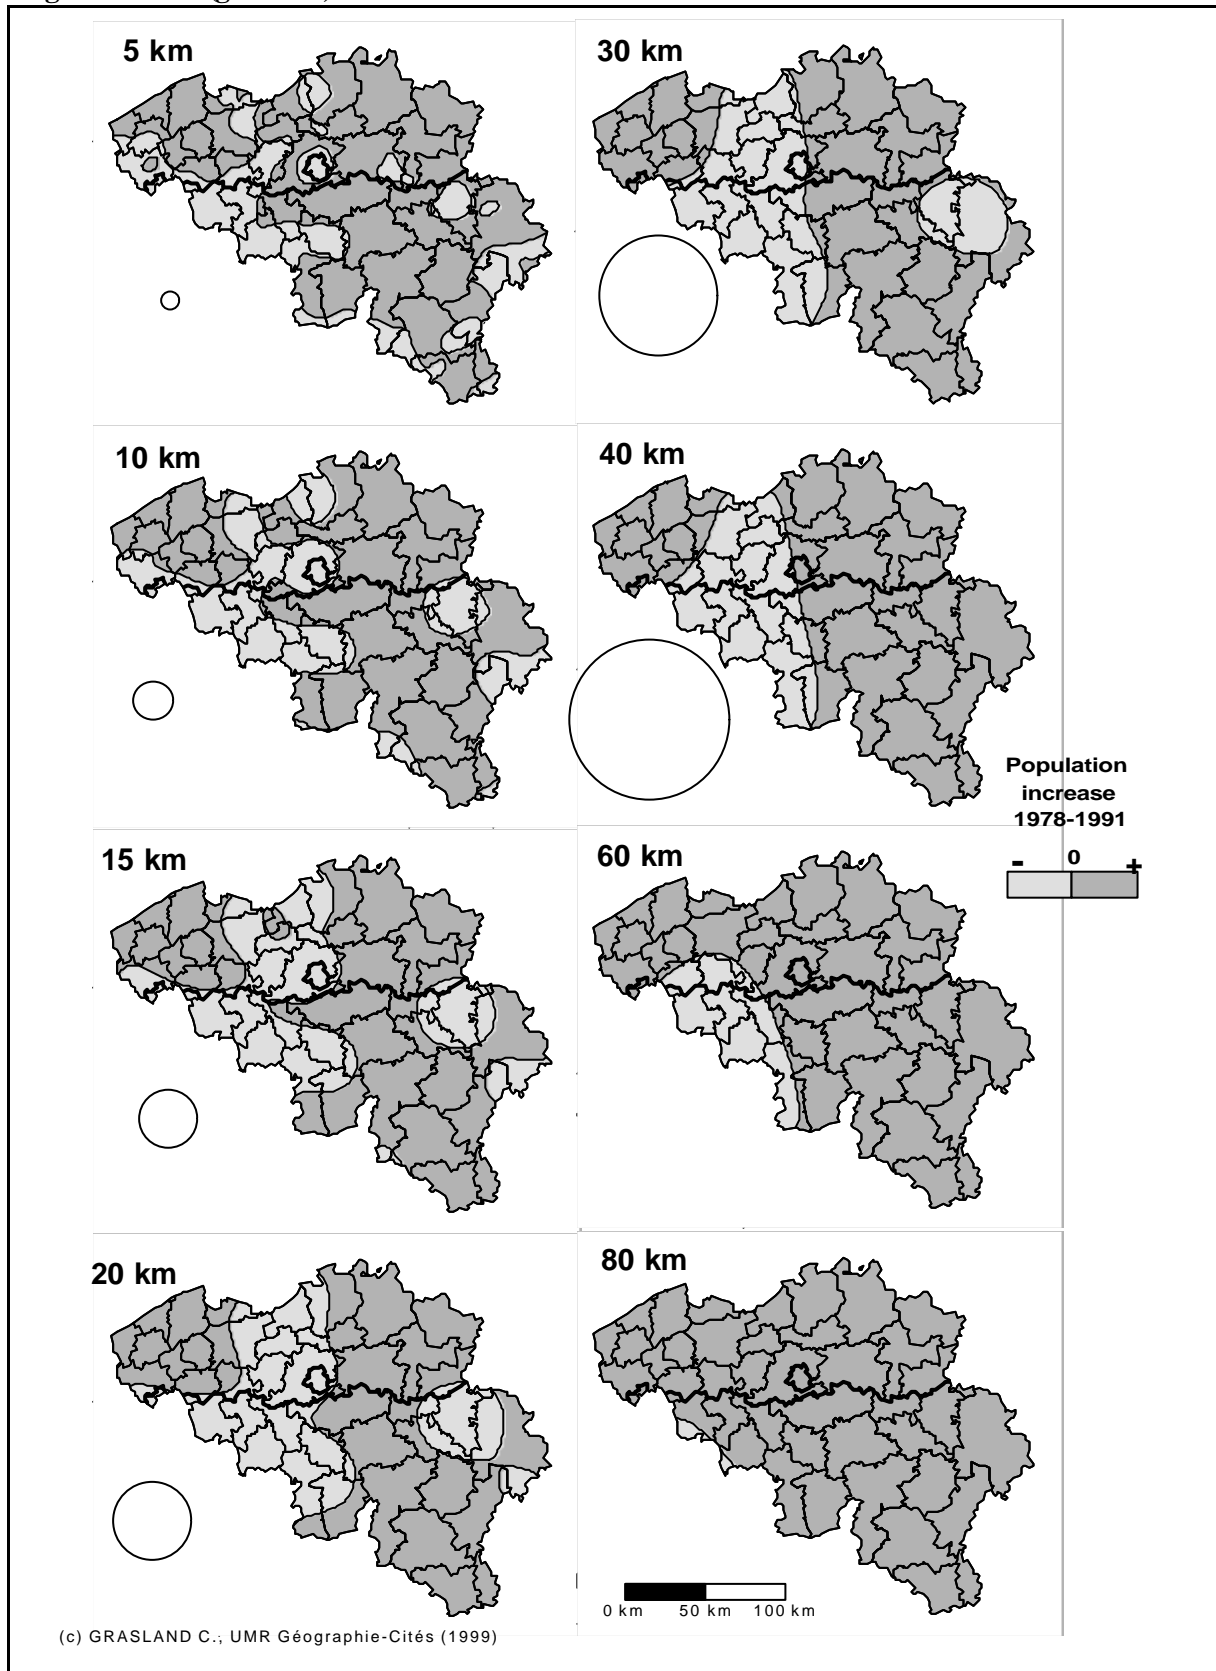 5 km
30 km
10 km
40 km
Population
increase
1978-1991
- 0 +
15 km
60 km
20 km
80 km
0 km 50 km 100 km
(c) GRASLAND C.; UMR Géographie-Cités (1999)